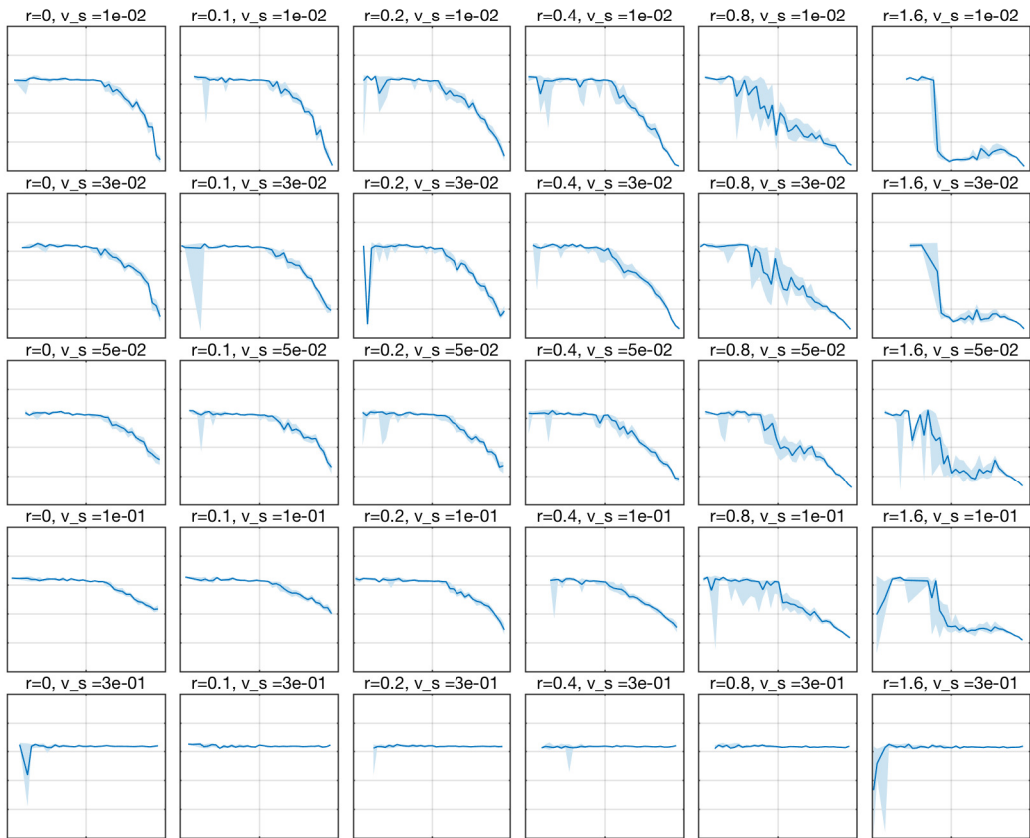 r=0, v_s =1e-02 r=0.1, v_s =1e-02 r=0.2, v_s =1e-02 r=0.4, v_s =1e-02 r=0.8, v_s =1e-02 r=1.6, v_s =1e-02
r=0, v_s =3e-02 r=0.1, v_s =3e-02 r=0.2, v_s =3e-02 r=0.4, v_s =3e-02 r=0.8, v_s =3e-02 r=1.6, v_s =3e-02
r=0, v_s =5e-02 r=0.1, v_s =5e-02 r=0.2, v_s =5e-02 r=0.4, v_s =5e-02 r=0.8, v_s =5e-02 r=1.6, v_s =5e-02
r=0, v_s =1e-01 r=0.1, v_s =1e-01 r=0.2, v_s =1e-01 r=0.4, v_s =1e-01 r=0.8, v_s =1e-01 r=1.6, v_s =1e-01
r=0, v_s =3e-01 r=0.1, v_s =3e-01 r=0.2, v_s =3e-01 r=0.4, v_s =3e-01 r=0.8, v_s =3e-01 r=1.6, v_s =3e-01